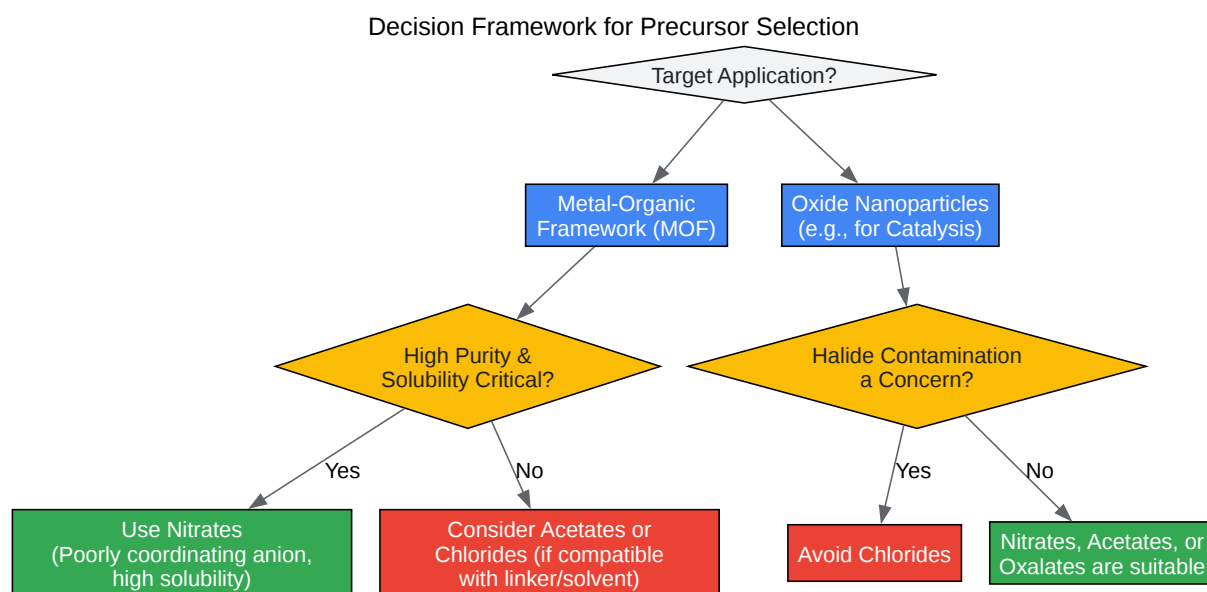 Decision Framework for Precursor Selection
Target Application?
Metal-Organic
Framework (MOF)
Oxide Nanoparticles
(e.g., for Catalysis)
High Purity &
Solubility Critical?
Halide Contamination
a Concern?
Yes
No
Yes
No
Use Nitrates
(Poorly coordinating anion,
high solubility)
Consider Acetates or
Chlorides (if compatible
with linker/solvent)
Avoid Chlorides
Nitrates, Acetates, or
Oxalates are suitable